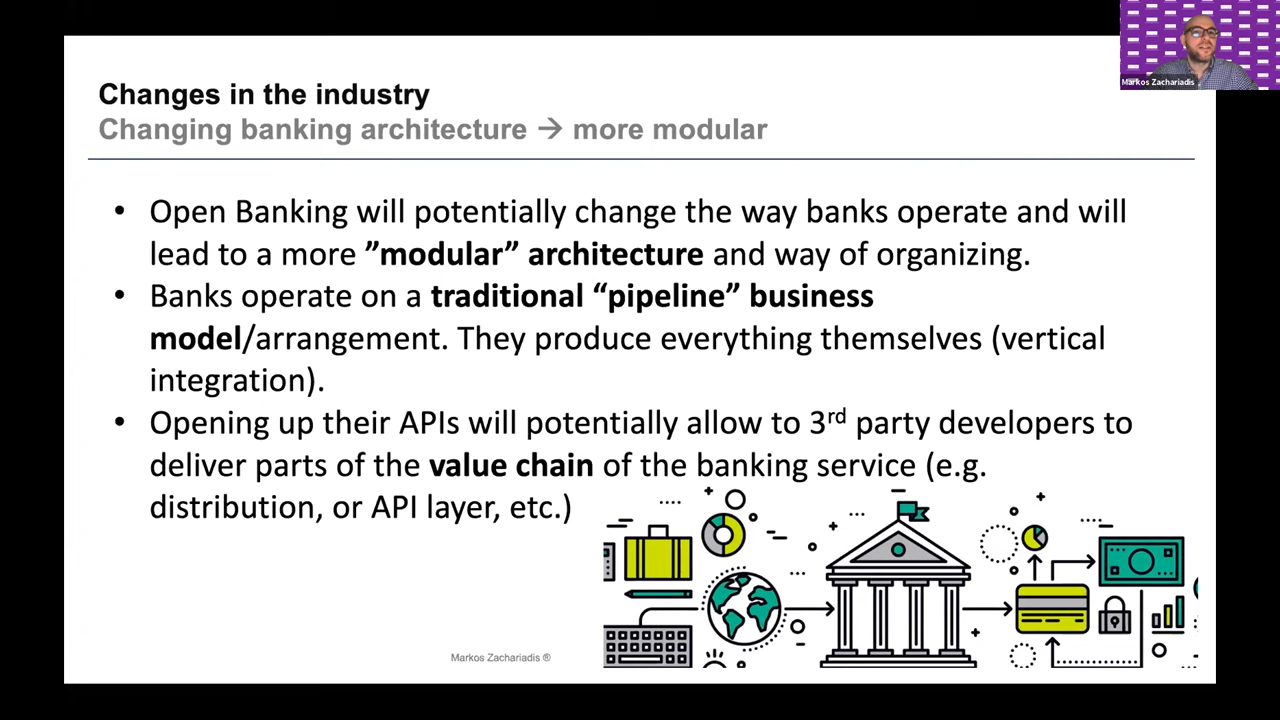 Markos Zachariadis
Changes in the industry
Changing banking architecture → more modular
• Open Banking will potentially change the way banks operate and will
lead to a more ”modular” architecture and way of organizing.
• Banks operate on a traditional “pipeline” business
model/arrangement. They produce everything themselves (vertical
integration).
• Opening up their APIs will potentially allow to 3rd party developers to
deliver parts of the value chain of the banking service (e.g.
distribution, or API layer, etc.)
Markos Zachariadis ®